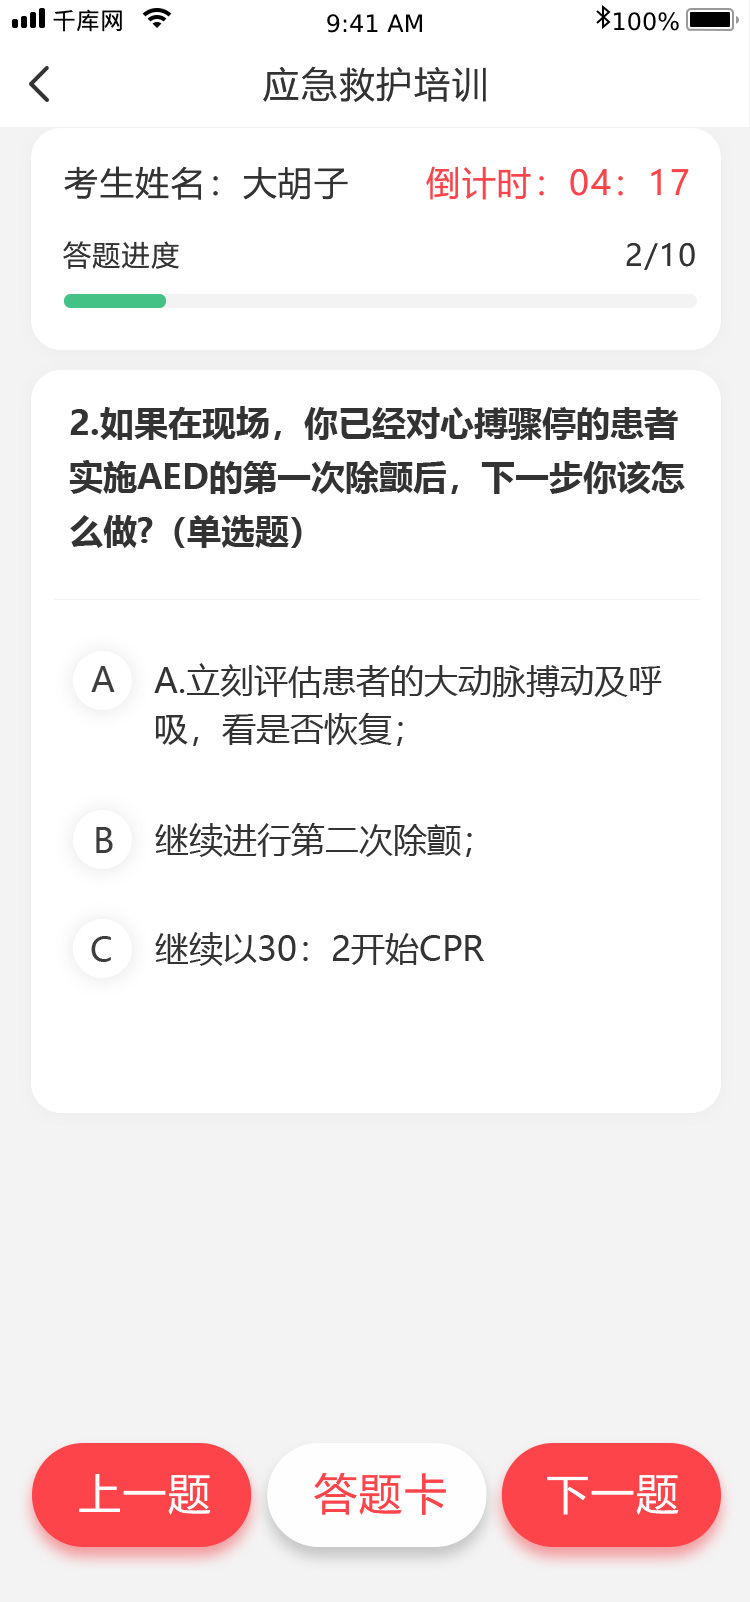 千库网 9:41 AM 100%
应急救护培训
考生姓名：大胡子 倒计时：04：17
答题进度 2/10
2.如果在现场，你已经对心搏骤停的患者
实施AED的第一次除颤后，下一步你该怎
么做?（单选题）
A A.立刻评估患者的大动脉搏动及呼
吸，看是否恢复；
B 继续进行第二次除颤；
C 继续以30：2开始CPR
上一题 答题卡 下一题